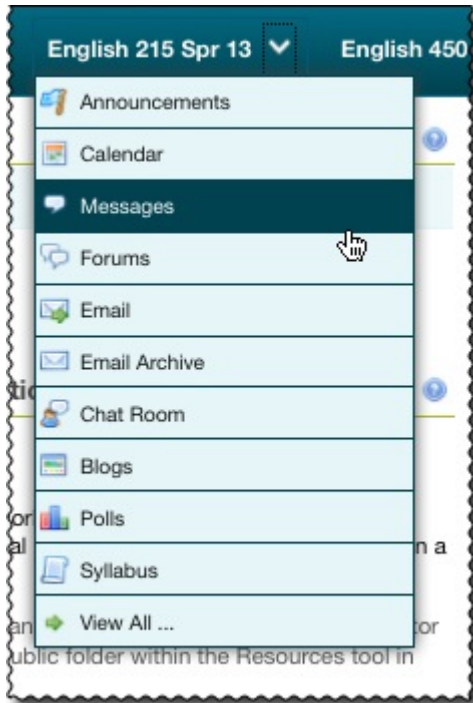 English 215 Spr 13
English 450
Announcements
Calendar
Messages
Forums
Email
Email Archive
Chat Room
Blogs
Polls
Syllabus
n a
View All ...
ublic folder within the Resources tool in